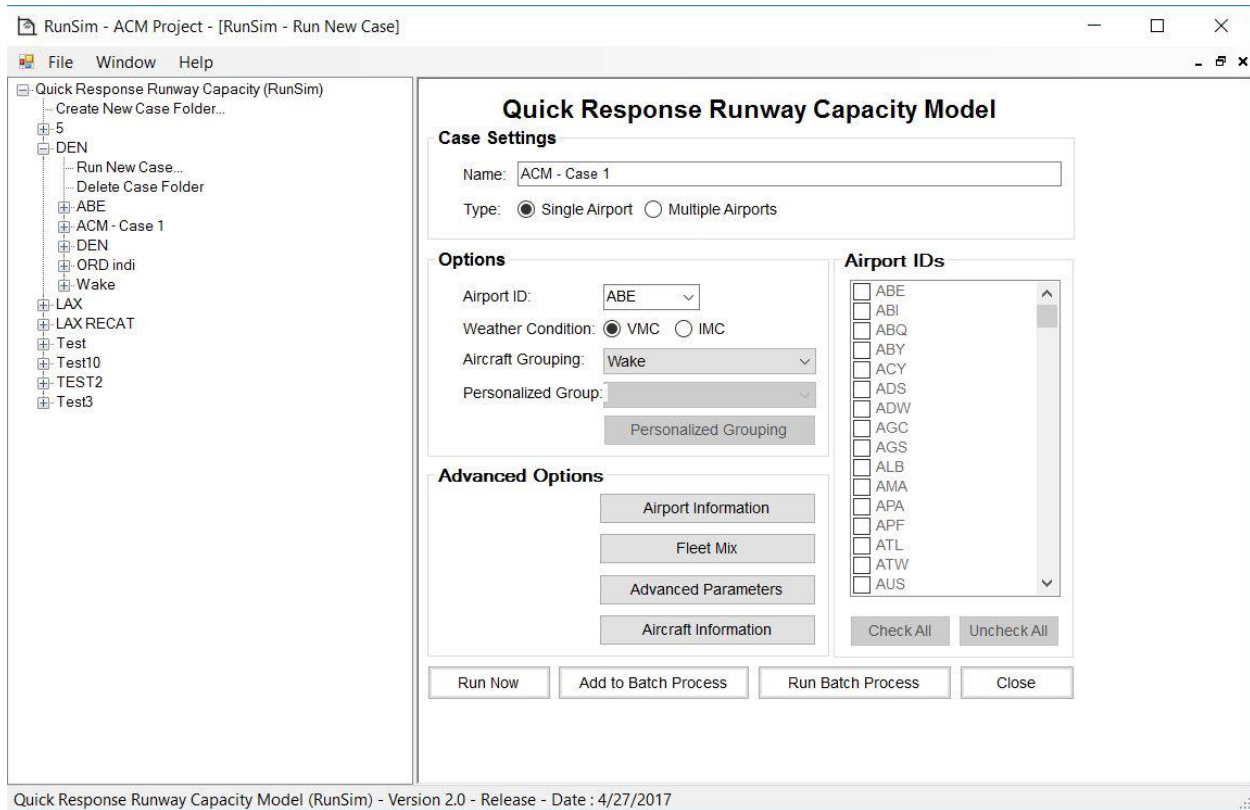 RunSim - ACM Project - [RunSim - Run New Case]
File Window Help
Quick Response Runway Capacity (RunSim)
Create New Case Folder...
5
DEN
Run New Case...
Delete Case Folder
ABE
ACM - Case 1
DEN
ORD indi
Wake
LAX
LAX RECAT
Test
Test10
TEST2
Test3
Quick Response Runway Capacity Model
Case Settings
Name: ACM - Case 1
Type: Single Airport Multiple Airports
Options
Airport ID: ABE
Weather Condition: VMC IMC
Aircraft Grouping: Wake
Personalized Group:
Personalized Grouping
Advanced Options
Airport Information
Fleet Mix
Advanced Parameters
Aircraft Information
Airport IDs
ABE
ABI
ABQ
ABY
ACY
ADS
ADW
AGC
AGS
ALB
AMA
APA
APF
ATL
ATW
AUS
Check All Uncheck All
Run Now Add to Batch Process Run Batch Process Close
Quick Response Runway Capacity Model (RunSim) - Version 2.0 - Release - Date : 4/27/2017